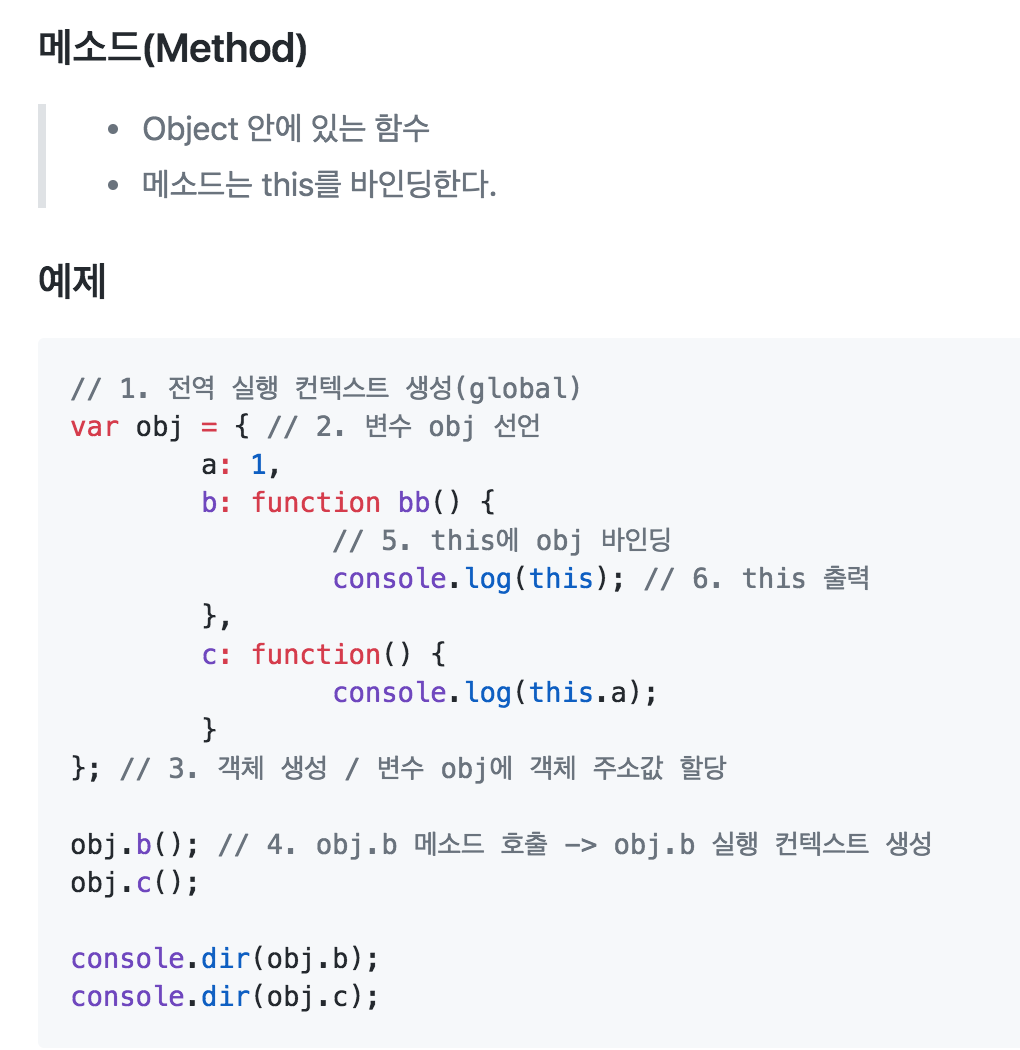 메소드(Method)
• Object 안에 있는 함수
• 메소드는 this를 바인딩한다.
예제
// 1. 전역 실행 컨텍스트 생성(global)
var obj = { // 2. 변수 obj 선언
        a: 1,
        b: function bb() {
                // 5. this에 obj 바인딩
                console.log(this); // 6. this 출력
        },
        c: function() {
                console.log(this.a);
        }
}; // 3. 객체 생성 / 변수 obj에 객체 주소값 할당
obj.b(); // 4. obj.b 메소드 호출 -> obj.b 실행 컨텍스트 생성
obj.c();
console.dir(obj.b);
console.dir(obj.c);